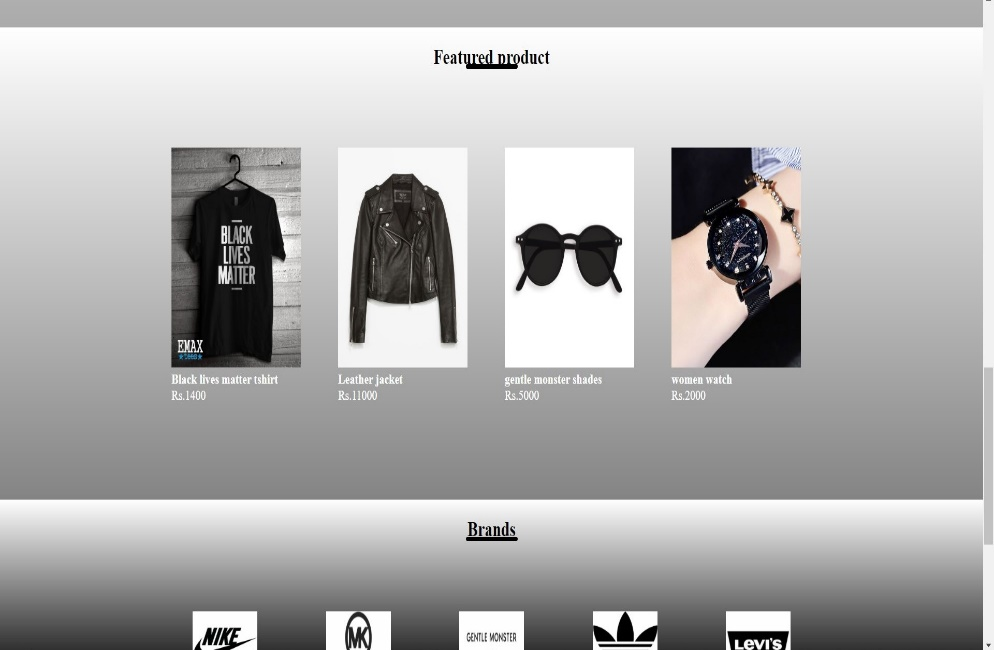 Featured product
BLACK
LIVES
MATTER
EMAX
★Tees★
Black lives matter tshirt
Rs.1400
Leather jacket
Rs.11000
gentle monster shades
Rs.5000
women watch
Rs.2000
Brands
NIKE
MK
GENTLE MONSTER
LEVI'S